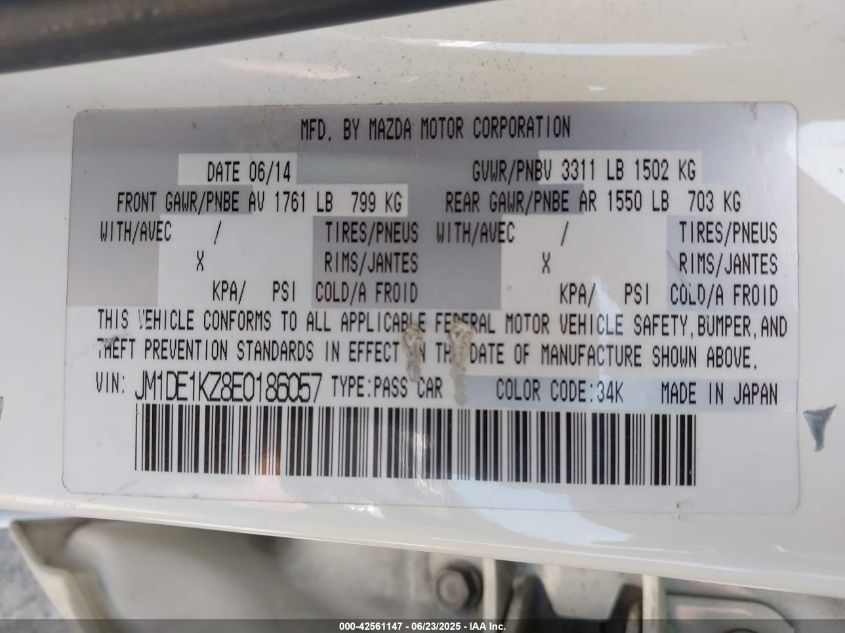 MFD. BY MAZDA MOTOR CORPORATION
DATE 06/14 GVWR/PNBV 3311 LB 1502 KG
FRONT GAWR/PNBE AV 1761 LB 799 KG REAR GAWR/PNBE AR 1550 LB 703 KG
WITH/AVEC / TIRES/PNEUS WITH/AVEC / TIRES/PNEUS
X RIMS/JANTES X RIMS/JANTES
KPA/ PSI COLD/A FROID KPA/ PSI COLD/A FROID
THIS VEHICLE CONFORMS TO ALL APPLICABLE FEDERAL MOTOR VEHICLE SAFETY, BUMPER, AND
THEFT PREVENTION STANDARDS IN EFFECT ON THE DATE OF MANUFACTURE SHOWN ABOVE.
VIN: JM1DE1KZ8E0186057 TYPE:PASS CAR COLOR CODE:34K MADE IN JAPAN
000-42561147 - 06/23/2025 - IAA Inc.